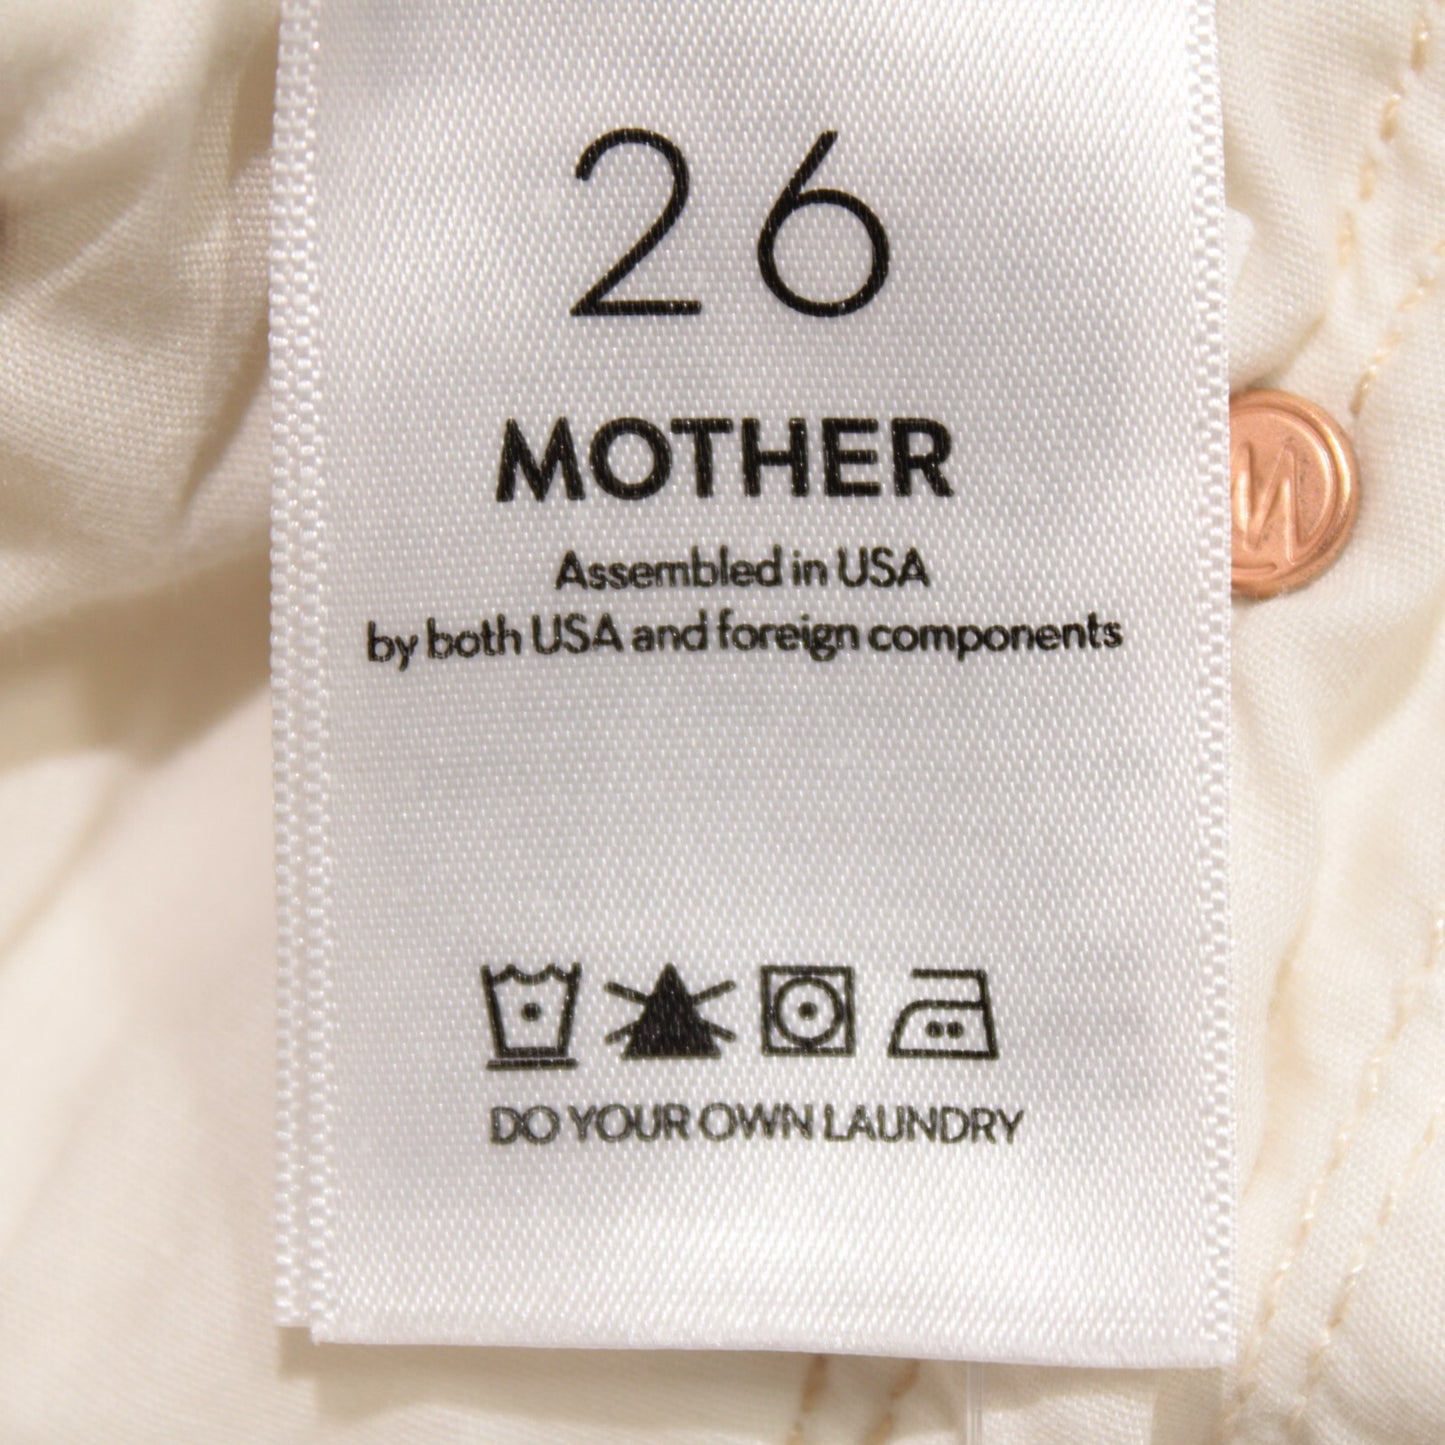 26
MOTHER
Assembled in USA
by both USA and foreign components
M
DO YOUR OWN LAUNDRY